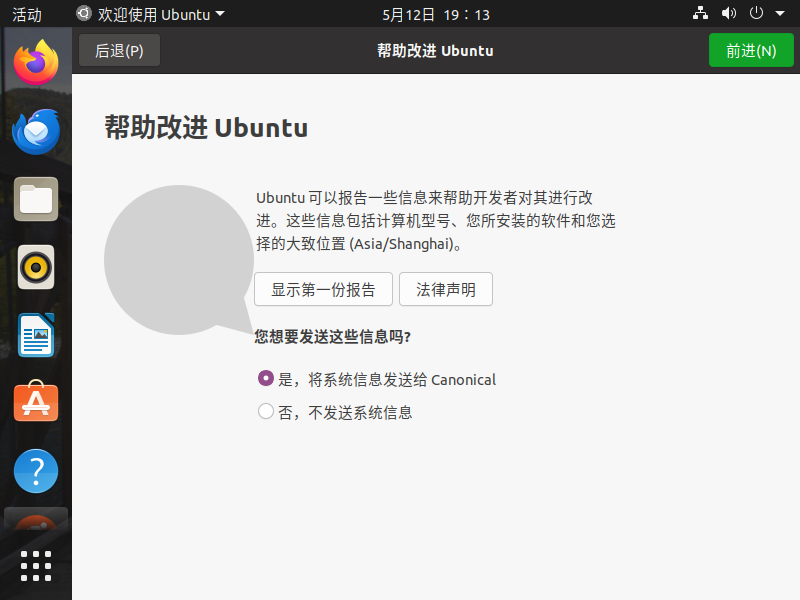 活动
欢迎使用 Ubuntu
5月12日 19：13
后退(P)
帮助改进 Ubuntu
前进(N)
帮助改进 Ubuntu
Ubuntu 可以报告一些信息来帮助开发者对其进行改
进。这些信息包括计算机型号、您所安装的软件和您选
择的大致位置 (Asia/Shanghai)。
显示第一份报告
法律声明
您想要发送这些信息吗?
是，将系统信息发送给 Canonical
否，不发送系统信息